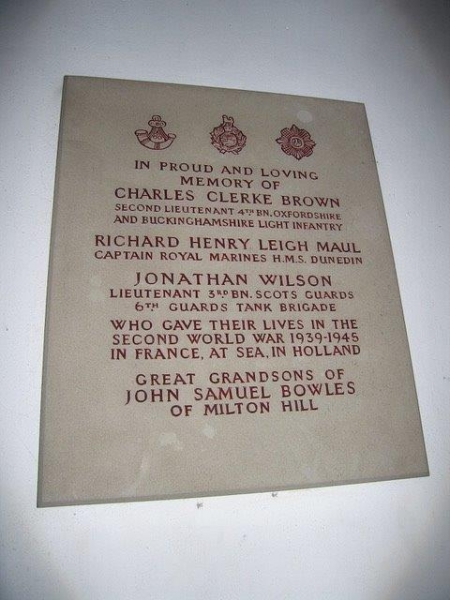 IN PROUD AND LOVING
MEMORY OF
CHARLES CLERKE BROWN
SECOND LIEUTENANT 4TH BN. OXFORDSHIRE
AND BUCKINGHAMSHIRE LIGHT INFANTRY
RICHARD HENRY LEIGH MAUL
CAPTAIN ROYAL MARINES H.M.S. DUNEDIN
JONATHAN WILSON
LIEUTENANT 3RD BN. SCOTS GUARDS
6TH GUARDS TANK BRIGADE
WHO GAVE THEIR LIVES IN THE
SECOND WORLD WAR 1939-1945
IN FRANCE, AT SEA, IN HOLLAND
GREAT GRANDSONS OF
JOHN SAMUEL BOWLES
OF MILTON HILL